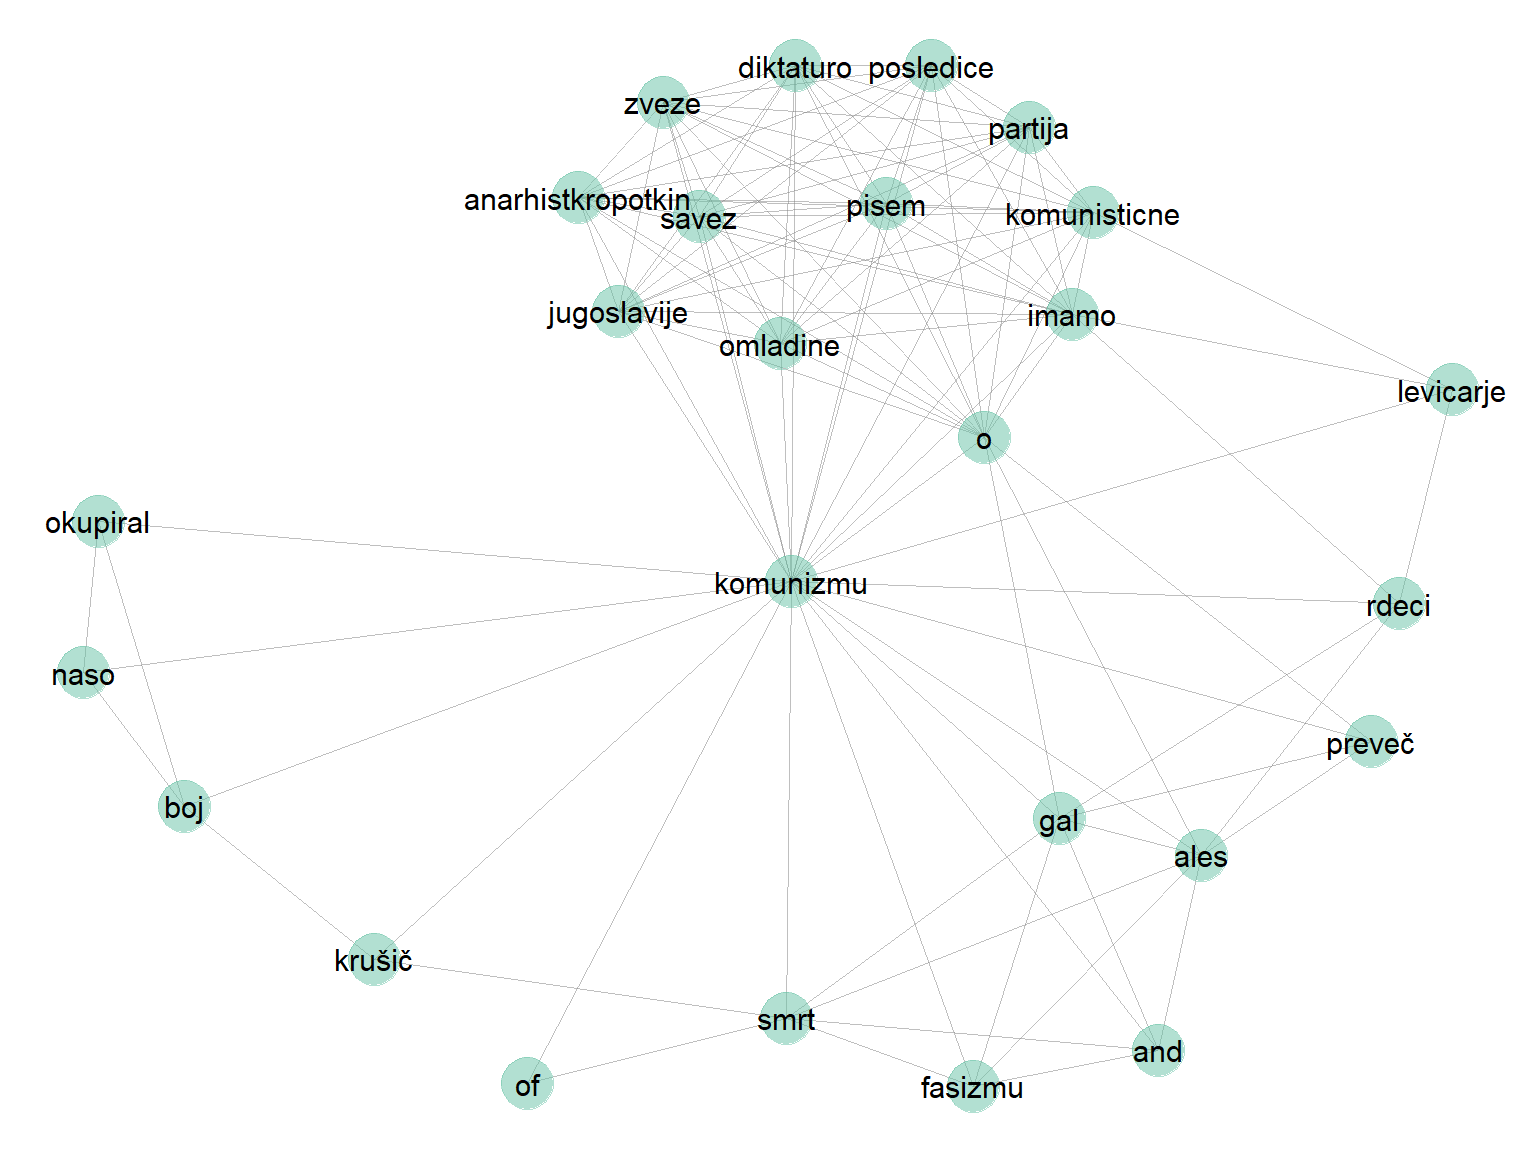 diktaturo
posledice
zveze
partija
anarhistkropotkin
savez
pisem
komunisticne
jugoslavije
omladine
imamo
levicarje
o
okupiral
komunizmu
rdeci
naso
preveč
boj
gal
ales
krušič
smrt
and
of
fasizmu